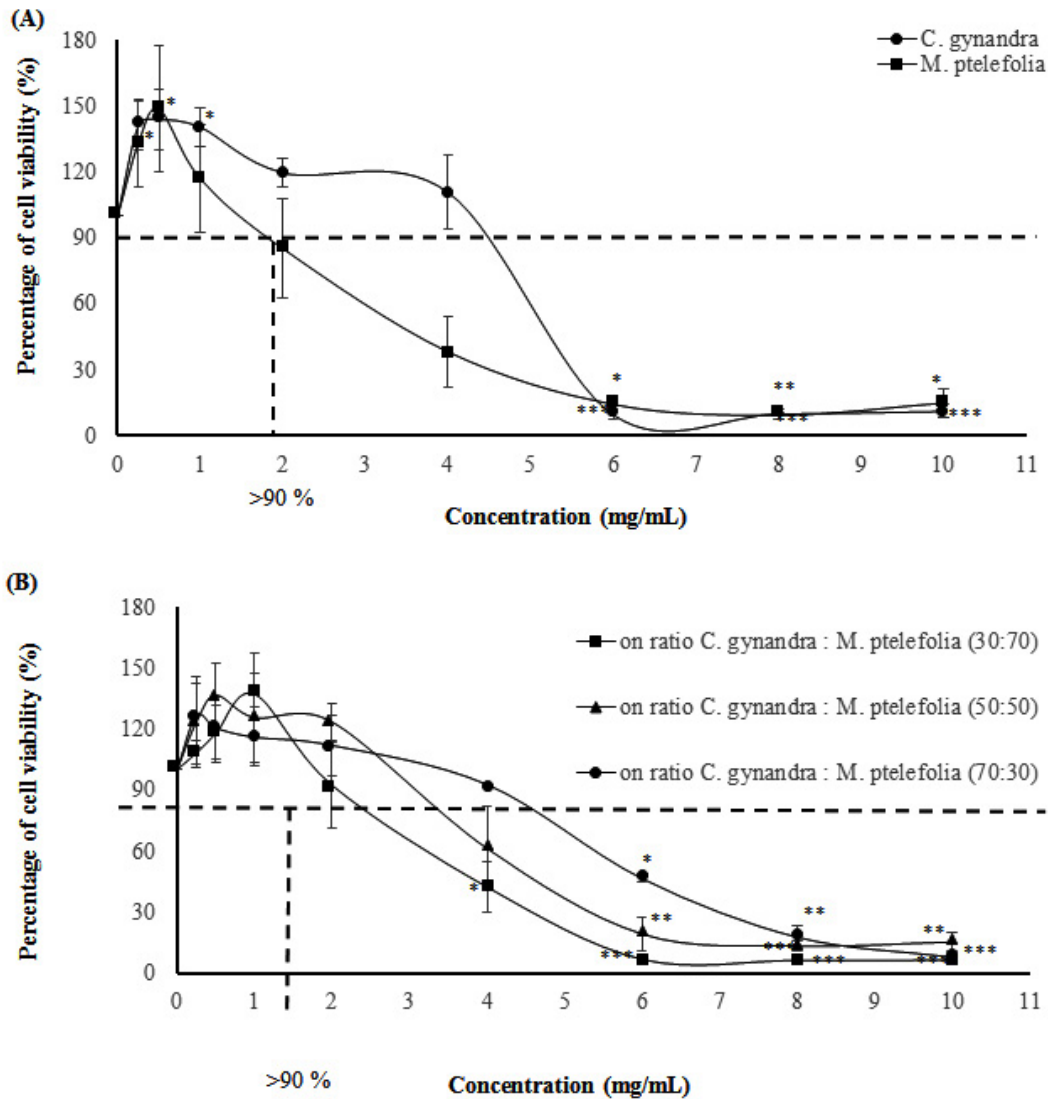 (A)
180
150
120
90
60
30
0
Percentage of cell viability (%)
C. gynandra
M. ptelefolia
*
*
*
*
***
**
***
*
***
0 1 2 3 4 5 6 7 8 9 10 11
>90 %
Concentration (mg/mL)
(B)
180
150
120
90
60
30
0
Percentage of cell viability (%)
on ratio C. gynandra : M. ptelefolia (30:70)
on ratio C. gynandra : M. ptelefolia (50:50)
on ratio C. gynandra : M. ptelefolia (70:30)
*
*
**
***
**
***
***
**
***
***
0 1 2 3 4 5 6 7 8 9 10 11
>90 %
Concentration (mg/mL)